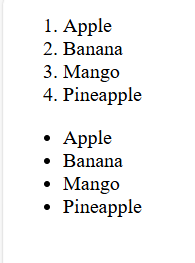 1. Apple
2. Banana
3. Mango
4. Pineapple
• Apple
• Banana
• Mango
• Pineapple